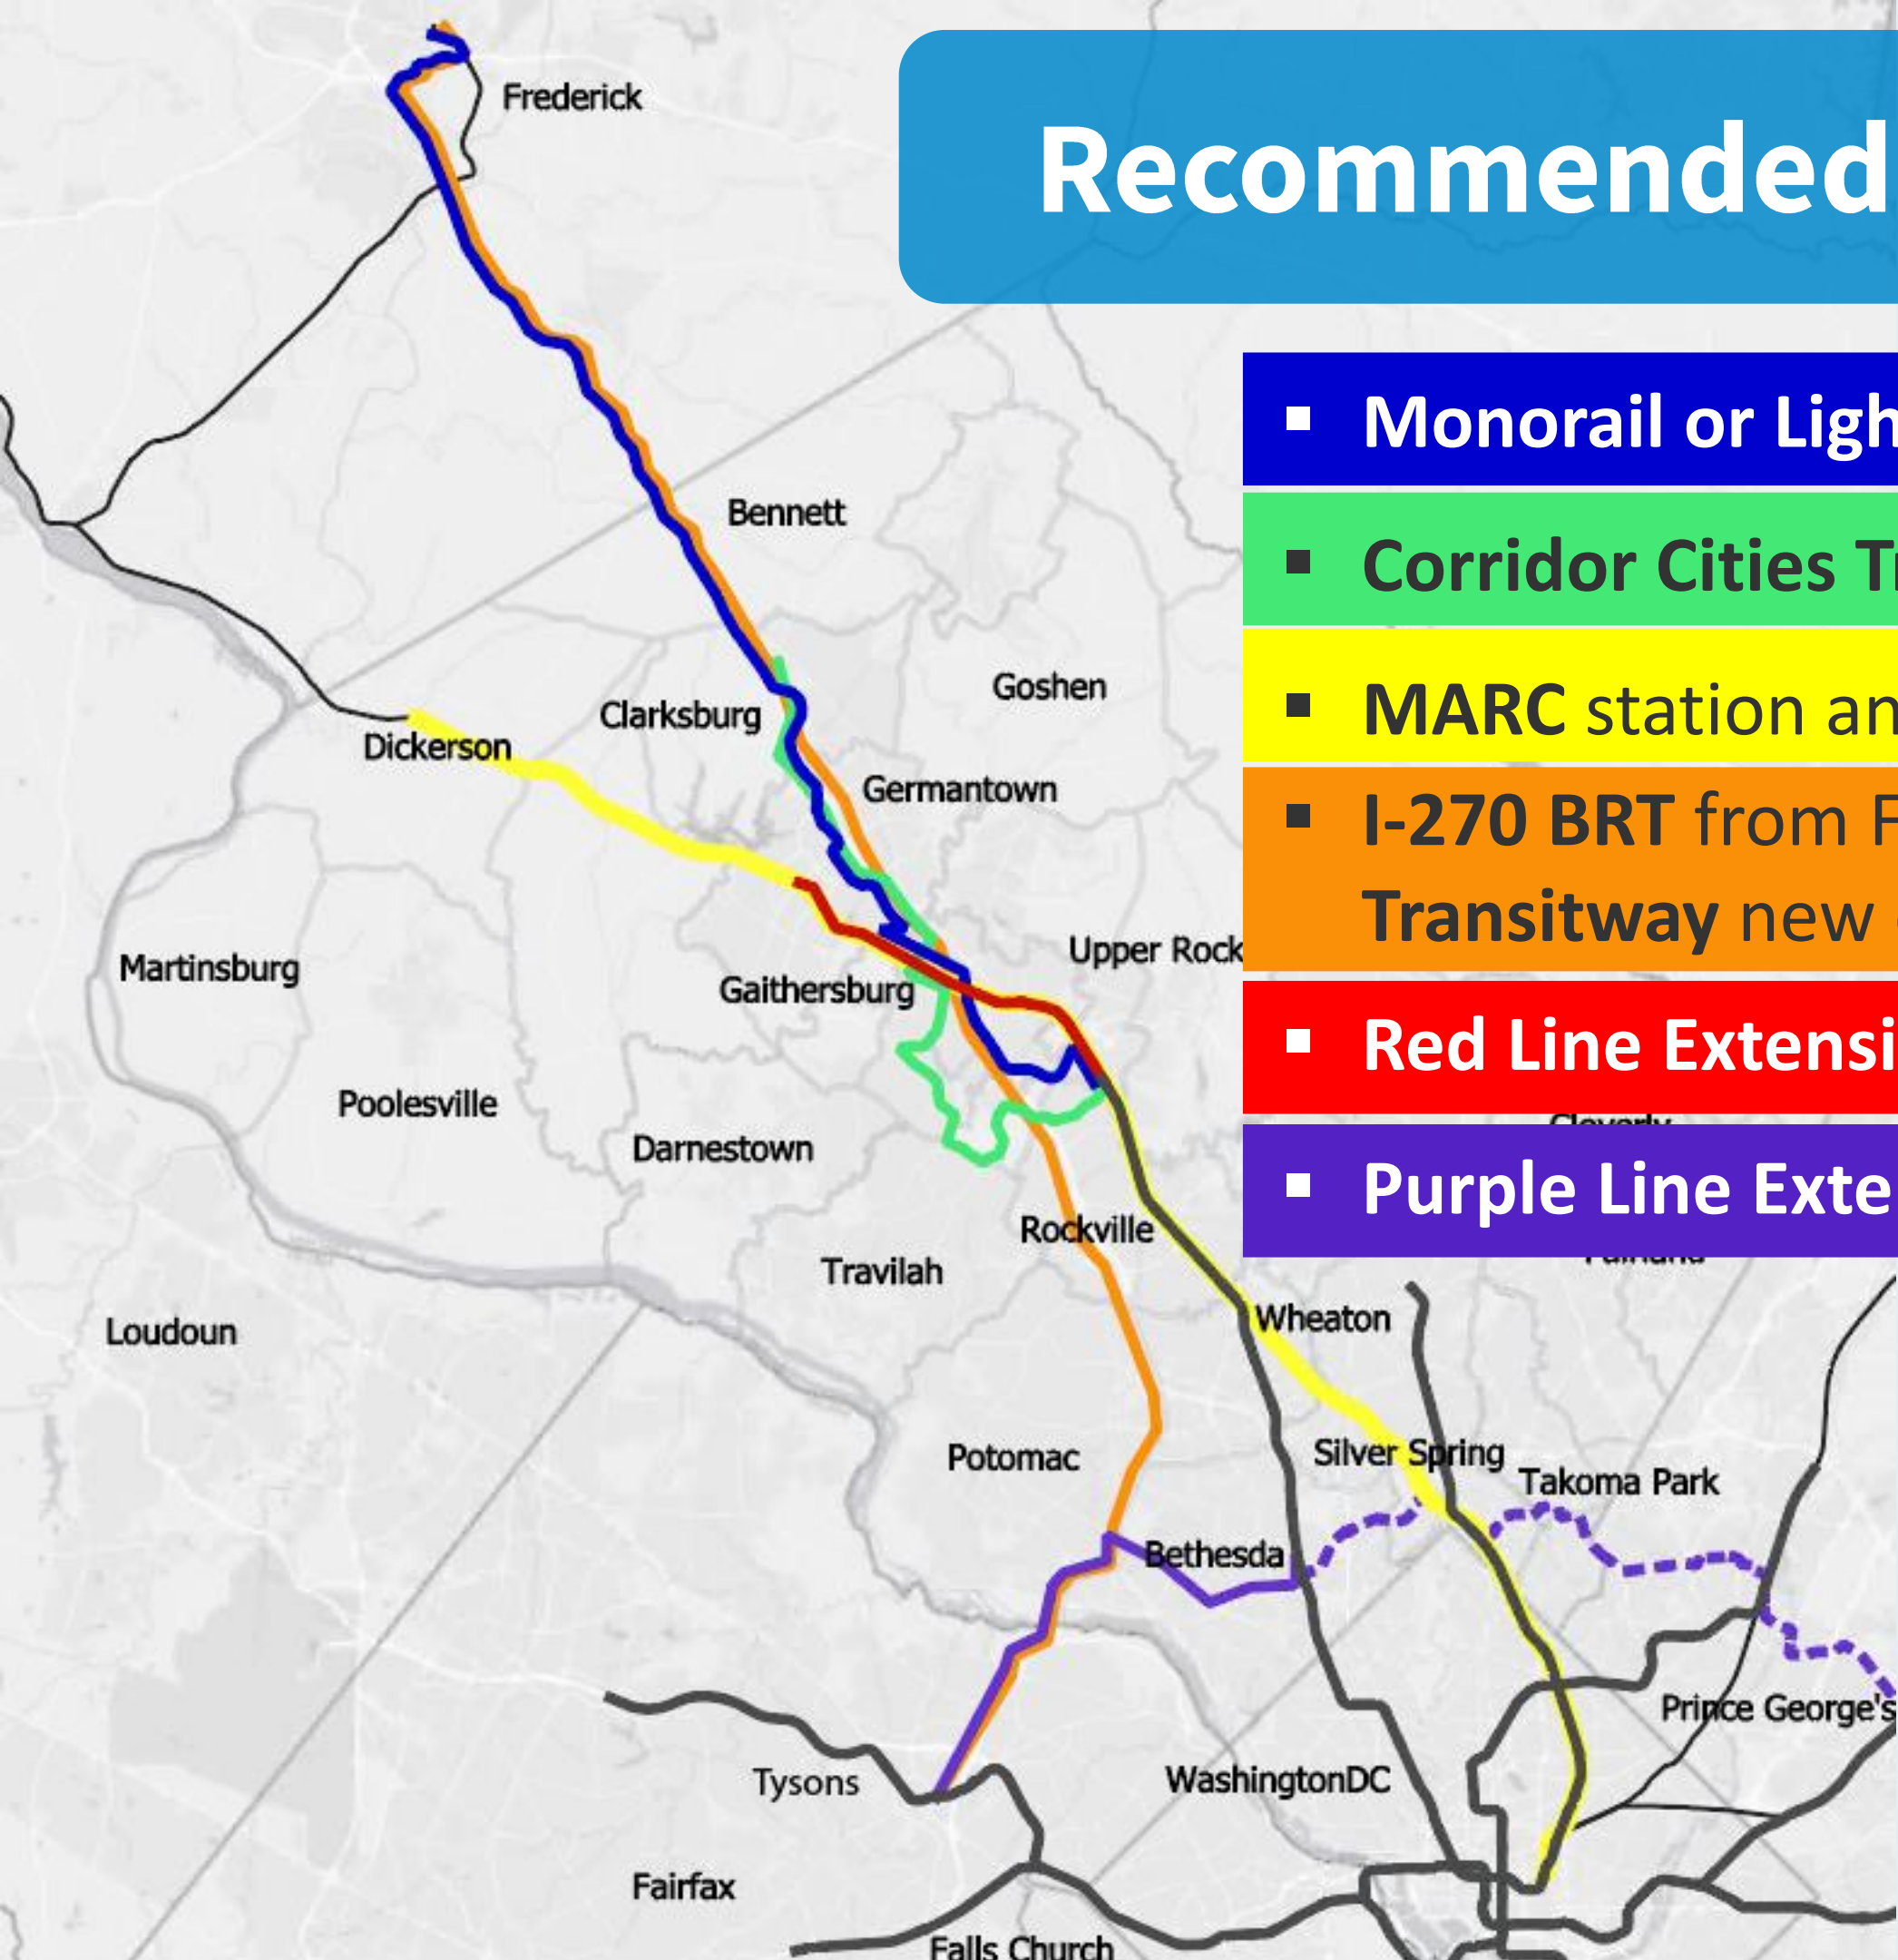 Frederick
Recommended
Monorail or Ligh
Bennett
Corridor Cities T
Goshen
Clarksburg
MARC station an
Dickerson
Germantown
I-270 BRT from F
Transitway new
Upper Rock
Martinsburg
Gaithersburg
Red Line Extensi
Poolesville
Darnestown
Purple Line Exte
Rockville
Travilah
Wheaton
Loudoun
Potomac
Silver Spring
Takoma Park
Bethesda
Prince George's
Tysons
WashingtonDC
Fairfax
Falls Church